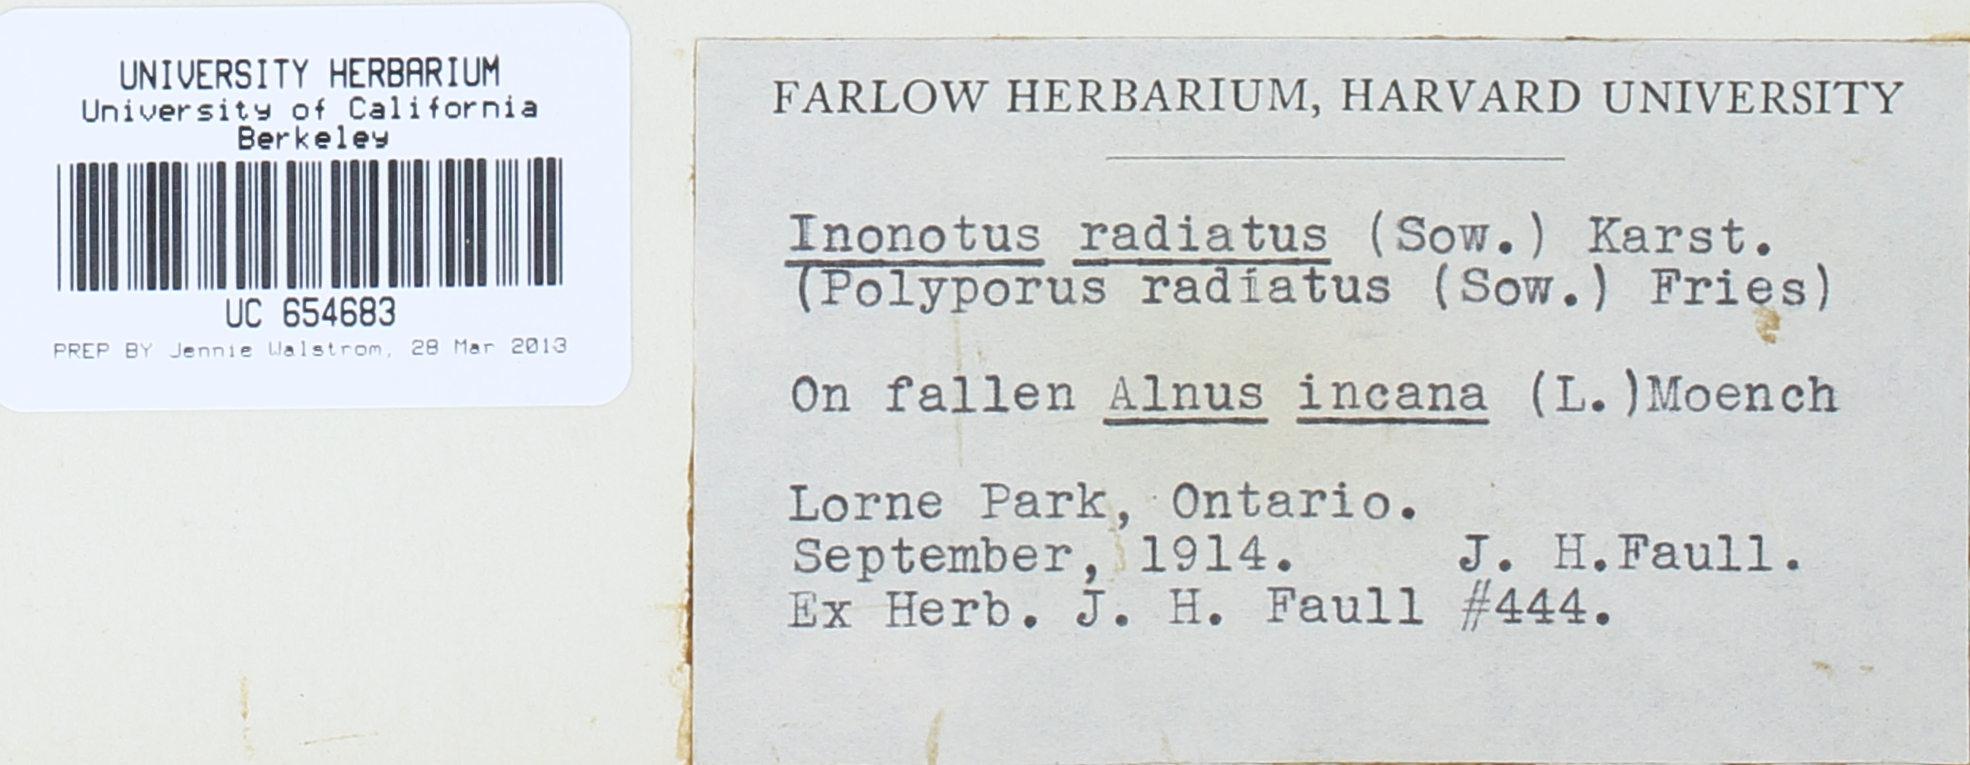 UNIVERSITY HERBARIUM
University of California
Berkeley
UC 654683
PREP BY Jennie Walstrom, 28 Mar 2013
FARLOW HERBARIUM, HARVARD UNIVERSITY
Inonotus radiatus (Sow.) Karst.
(Polyporus radiatus (Sow.) Fries)
On fallen Alnus incana (L.)Moench
Lorne Park, Ontario.
September, 1914. J. H.Faull.
Ex Herb. J. H. Faull #444.